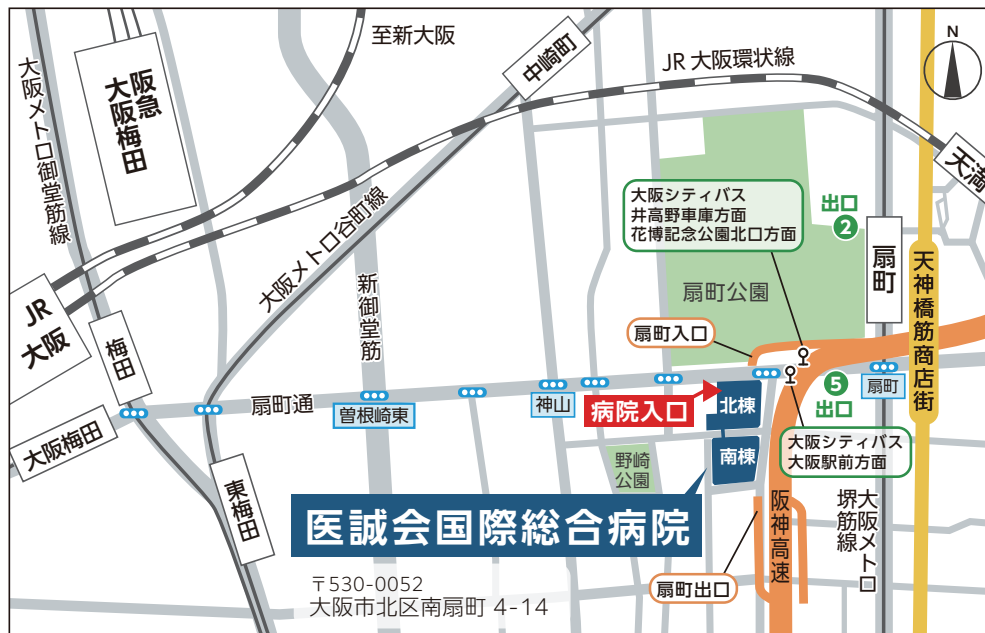 至新大阪
中崎町
JR 大阪環状線
N
大阪メトロ御堂筋線
阪急
大阪梅田
天満
大阪シティバス
井高野車庫方面
花博記念公園北口方面
出口
2
扇町
天神橋筋商店街
大阪メトロ谷町線
新御堂筋
扇町公園
JR
大阪
梅田
扇町入口
扇町通
曽根崎東
神山
病院入口
北棟
南棟
5
出口
扇町
大阪梅田
東梅田
野崎
公園
大阪シティバス
大阪駅前方面
医誠会国際総合病院
阪神高速
大阪メトロ
堺筋線
扇町出口
〒530-0052
大阪市北区南扇町 4-14